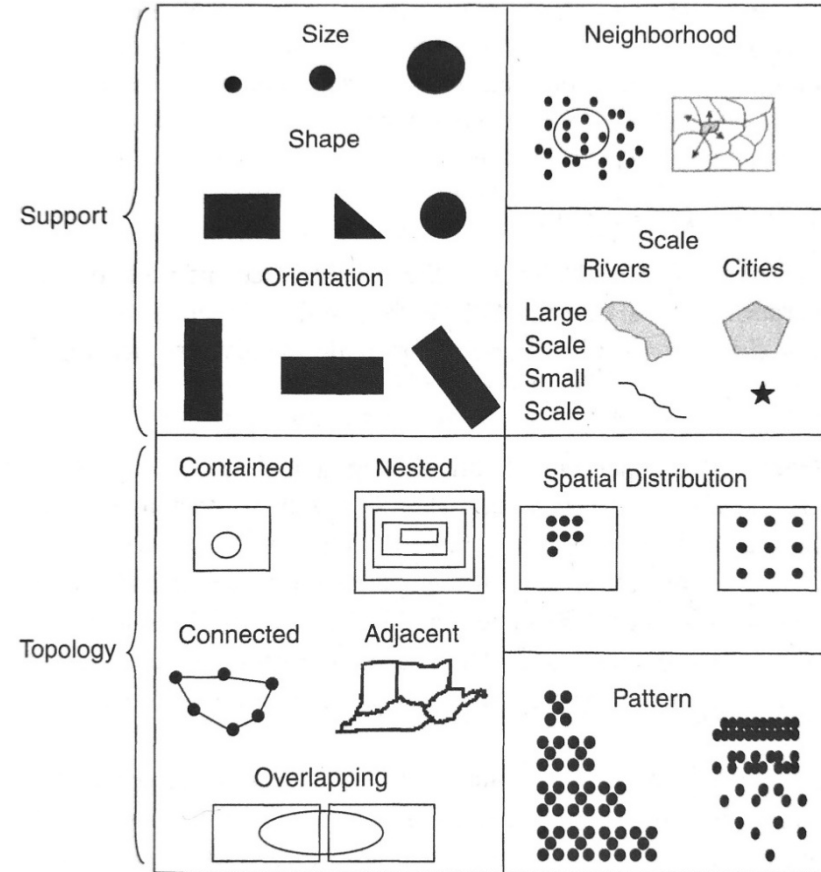 Support
Size
Shape
Orientation
Neighborhood
Scale
Rivers Cities
Large
Scale
Small
Scale
Topology
Contained Nested
Connected Adjacent
Overlapping
Spatial Distribution
Pattern